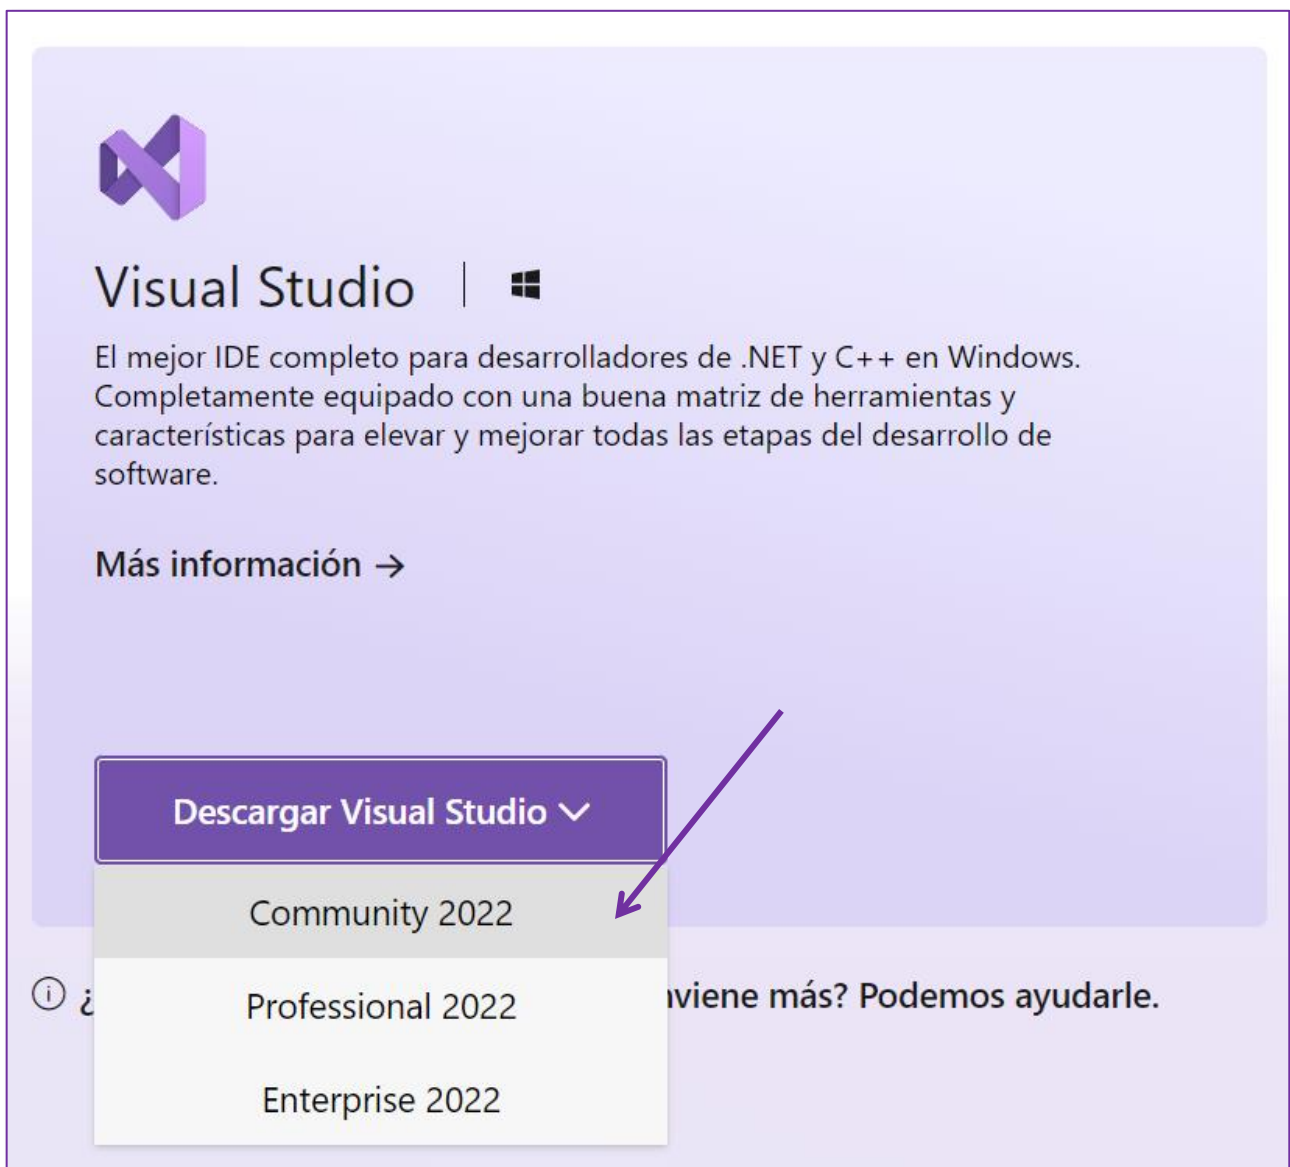 Visual Studio
El mejor IDE completo para desarrolladores de .NET y C++ en Windows.
Completamente equipado con una buena matriz de herramientas y
características para elevar y mejorar todas las etapas del desarrollo de
software.
Más información →
Descargar Visual Studio
Community 2022
¿ más? Podemos ayudarle.
Professional 2022
Enterprise 2022